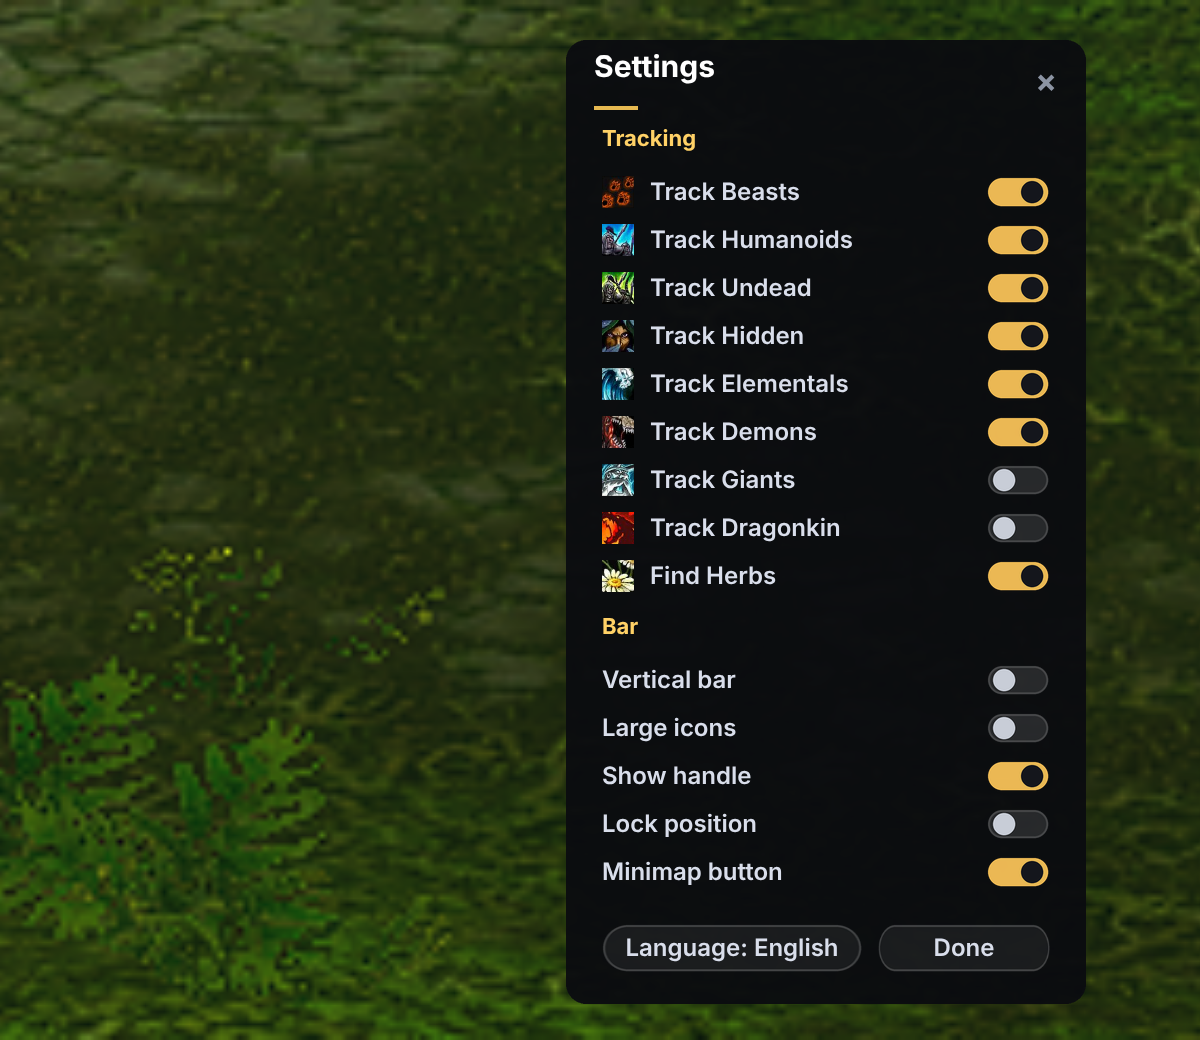 Settings
×
Tracking
Track Beasts
Track Humanoids
Track Undead
Track Hidden
Track Elementals
Track Demons
Track Giants
Track Dragonkin
Find Herbs
Bar
Vertical bar
Large icons
Show handle
Lock position
Minimap button
Language: English
Done